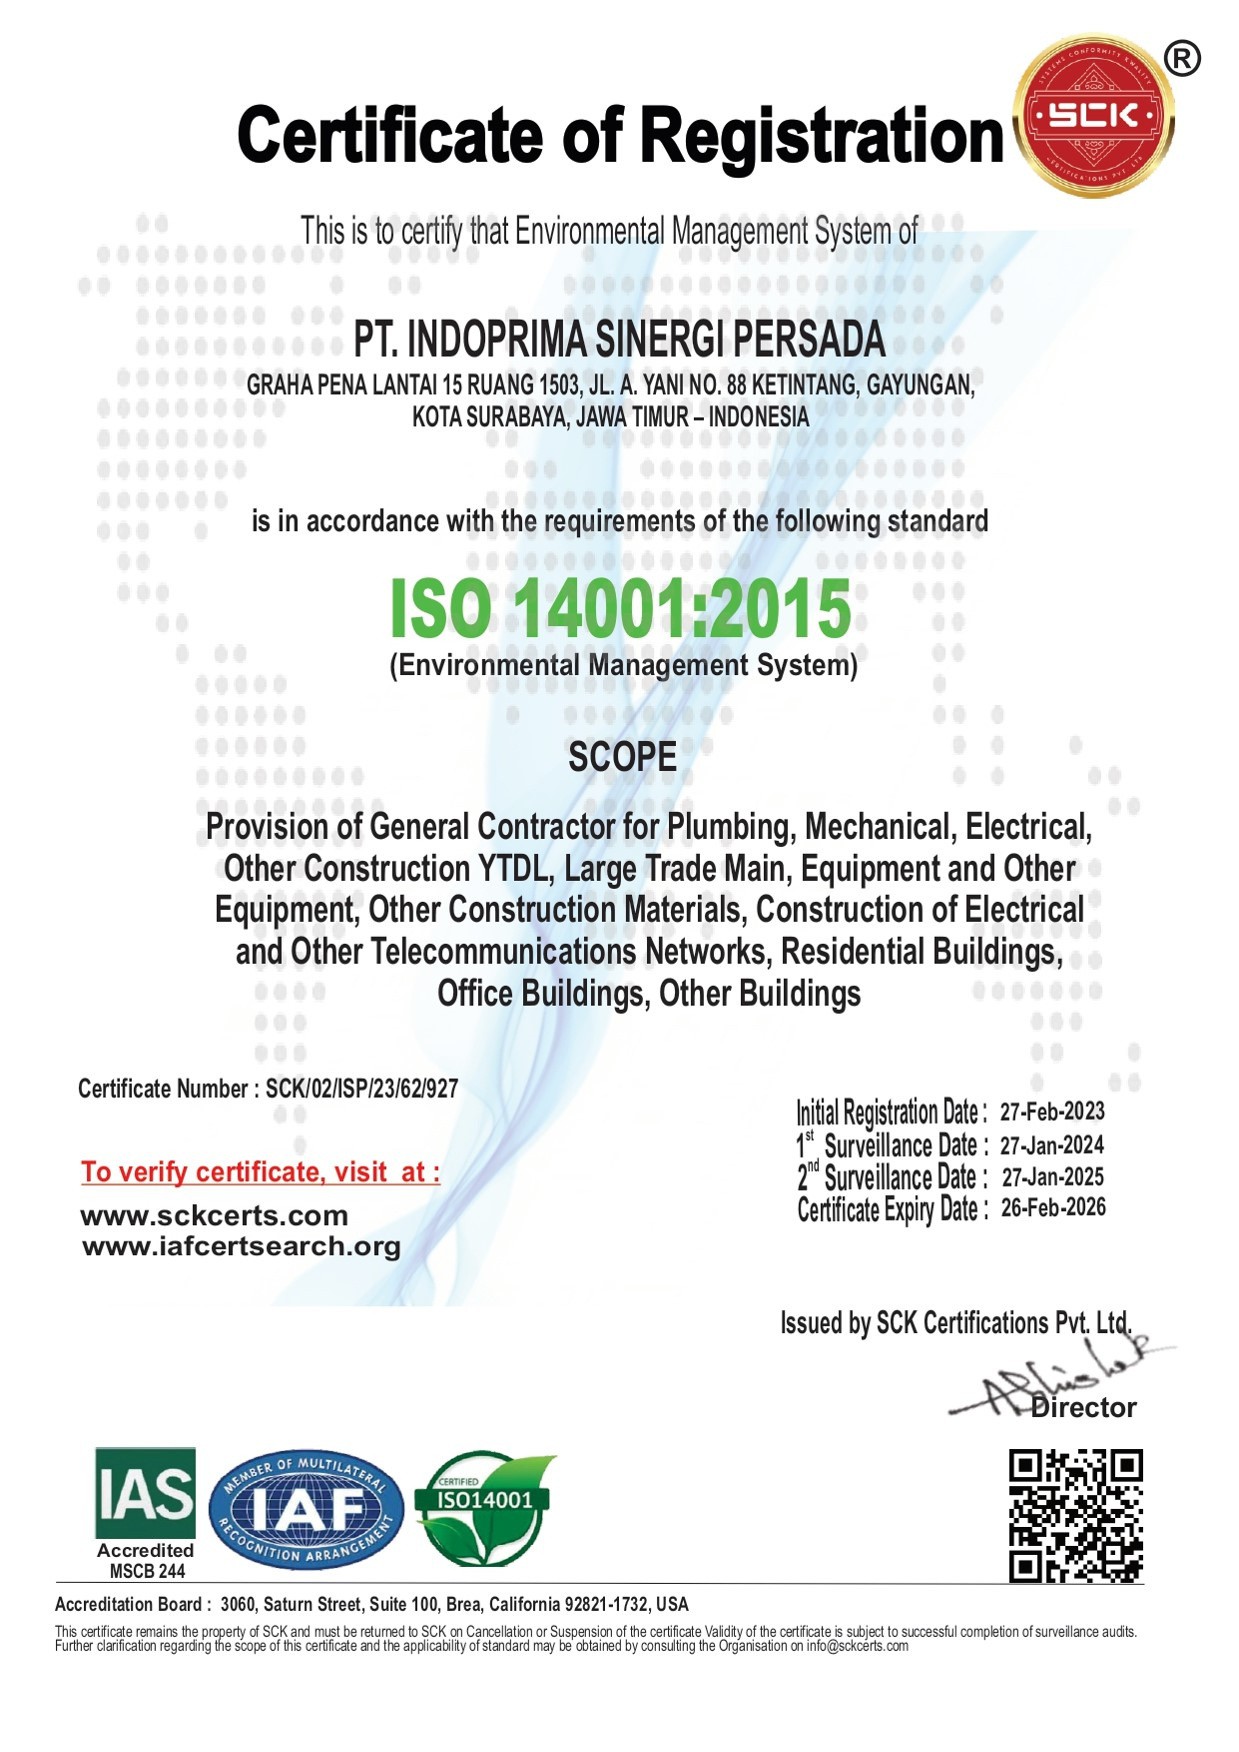 ®
SYSTEMS CONFORMITY KWALITY
SCK
CERTIFICATIONS PVT. LTD
Certificate of Registration
This is to certify that Environmental Management System of
PT. INDOPRIMA SINERGI PERSADA
GRAHA PENA LANTAI 15 RUANG 1503, JL. A. YANI NO. 88 KETINTANG, GAYUNGAN,
KOTA SURABAYA, JAWA TIMUR – INDONESIA
is in accordance with the requirements of the following standard
ISO 14001:2015
(Environmental Management System)
SCOPE
Provision of General Contractor for Plumbing, Mechanical, Electrical,
Other Construction YTDL, Large Trade Main, Equipment and Other
Equipment, Other Construction Materials, Construction of Electrical
and Other Telecommunications Networks, Residential Buildings,
Office Buildings, Other Buildings
Certificate Number : SCK/02/ISP/23/62/927
To verify certificate, visit at :
www.sckcerts.com
www.iafcertsearch.org
Initial Registration Date : 27-Feb-2023
1st Surveillance Date : 27-Jan-2024
2nd Surveillance Date : 27-Jan-2025
Certificate Expiry Date : 26-Feb-2026
Issued by SCK Certifications Pvt. Ltd.
Abhishek
Director
IAS
Accredited
MSCB 244
MEMBER OF MULTILATERAL
IAF
RECOGNITION ARRANGEMENT
CERTIFIED
ISO14001
Accreditation Board : 3060, Saturn Street, Suite 100, Brea, California 92821-1732, USA
This certificate remains the property of SCK and must be returned to SCK on Cancellation or Suspension of the certificate Validity of the certificate is subject to successful completion of surveillance audits.
Further clarification regarding the scope of this certificate and the applicability of standard may be obtained by consulting the Organisation on info@sckcerts.com